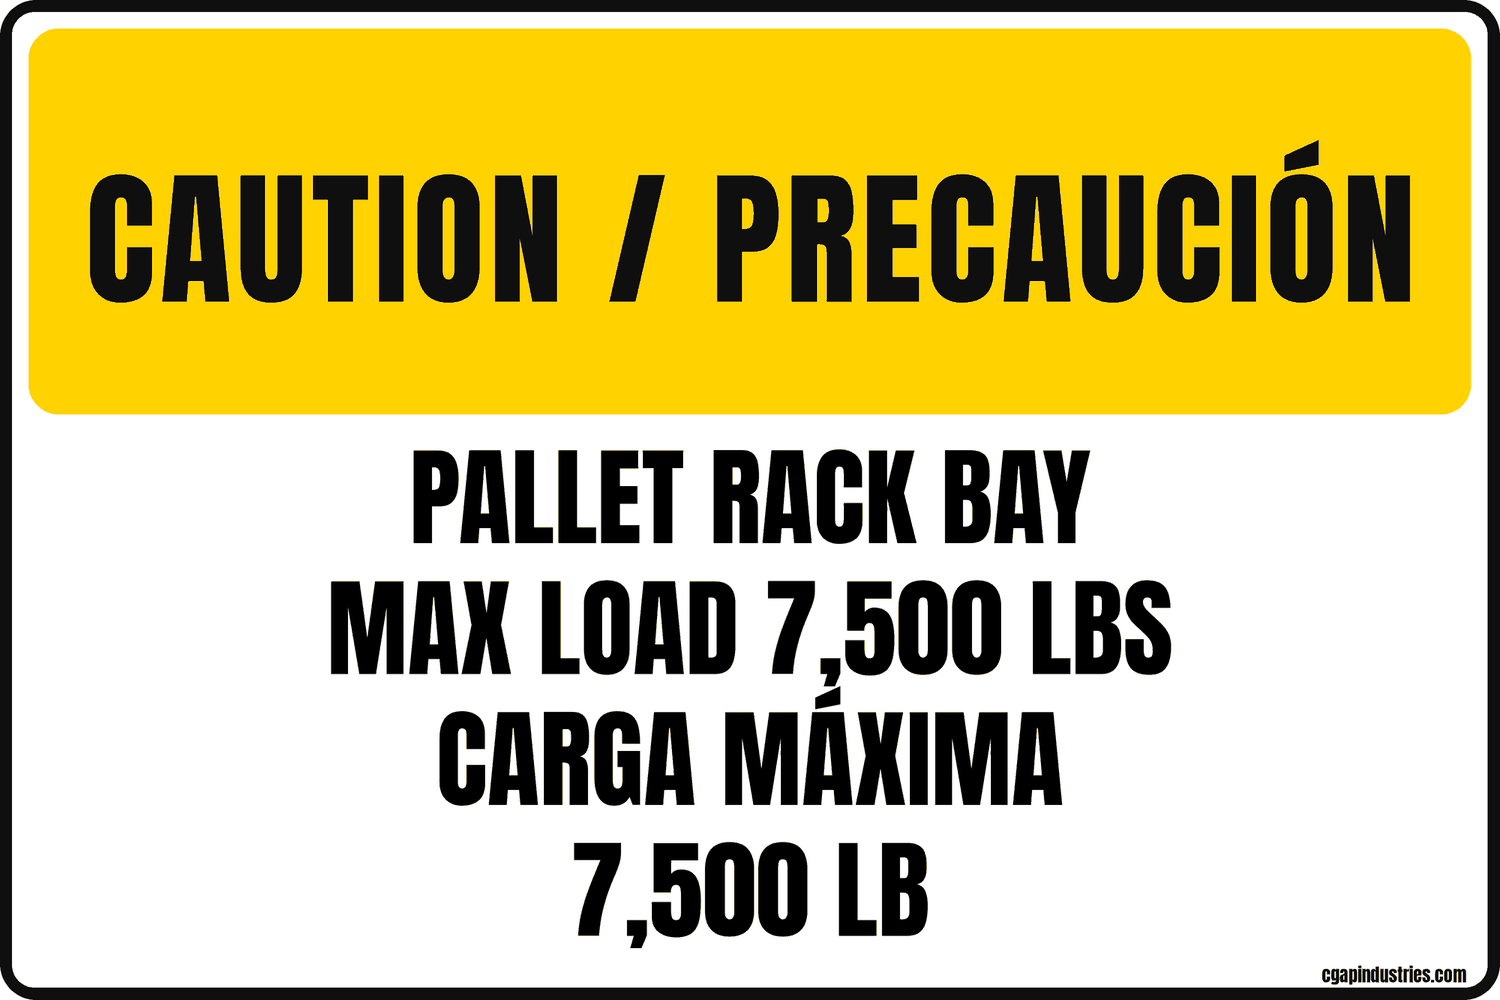 CAUTION / PRECAUCIÓN
PALLET RACK BAY
MAX LOAD 7,500 LBS
CARGA MÁXIMA
7,500 LB
cgapindustries.com